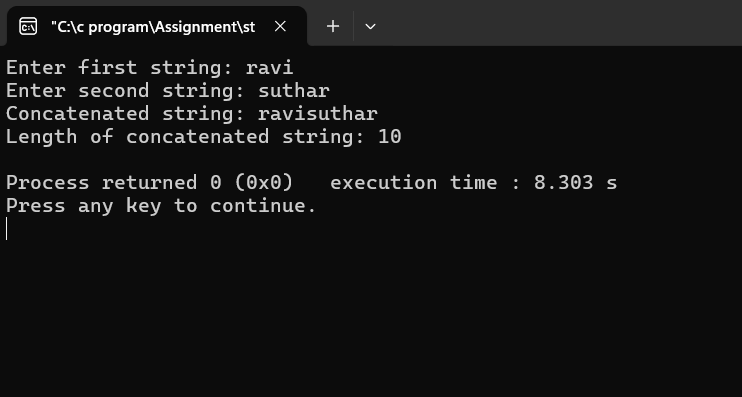 "C:\c program\Assignment\st
Enter first string: ravi
Enter second string: suthar
Concatenated string: ravisuthar
Length of concatenated string: 10
Process returned 0 (0x0)   execution time : 8.303 s
Press any key to continue.